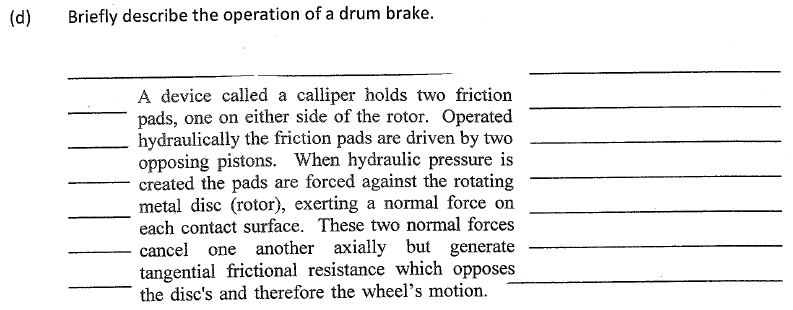 (d) Briefly describe the operation of a drum brake.
A device called a calliper holds two friction
pads, one on either side of the rotor. Operated
hydraulically the friction pads are driven by two
opposing pistons. When hydraulic pressure is
created the pads are forced against the rotating
metal disc (rotor), exerting a normal force on
each contact surface. These two normal forces
cancel one another axially but generate
tangential frictional resistance which opposes
the disc's and therefore the wheel's motion.